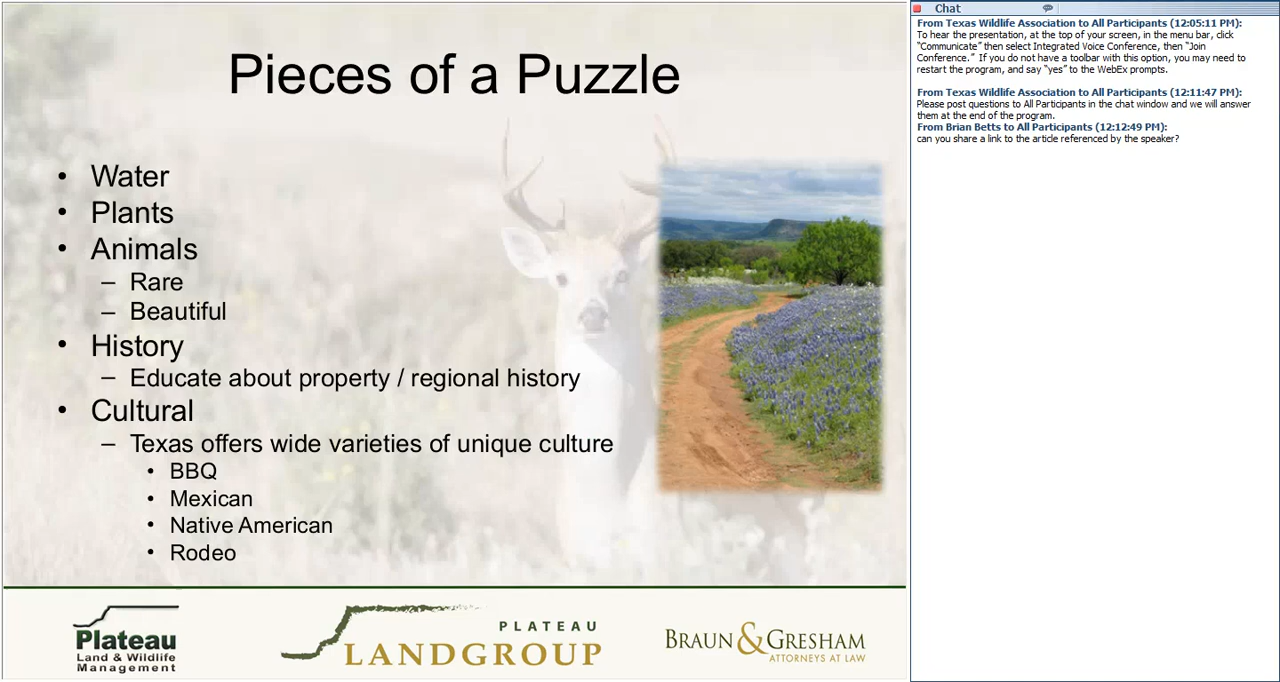 Pieces of a Puzzle
• Water
• Plants
• Animals
– Rare
– Beautiful
• History
– Educate about property / regional history
• Cultural
– Texas offers wide varieties of unique culture
• BBQ
• Mexican
• Native American
• Rodeo
Plateau
Land & Wildlife
Management
PLATEAU
LANDGROUP
BRAUN & GRESHAM
ATTORNEYS AT LAW
Chat
From Texas Wildlife Association to All Participants (12:05:11 PM):
To hear the presentation, at the top of your screen, in the menu bar, click
“Communicate” then select Integrated Voice Conference, then “Join
Conference.” If you do not have a toolbar with this option, you may need to
restart the program, and say “yes” to the WebEx prompts.
From Texas Wildlife Association to All Participants (12:11:47 PM):
Please post questions to All Participants in the chat window and we will answer
them at the end of the program.
From Brian Betts to All Participants (12:12:49 PM):
can you share a link to the article referenced by the speaker?